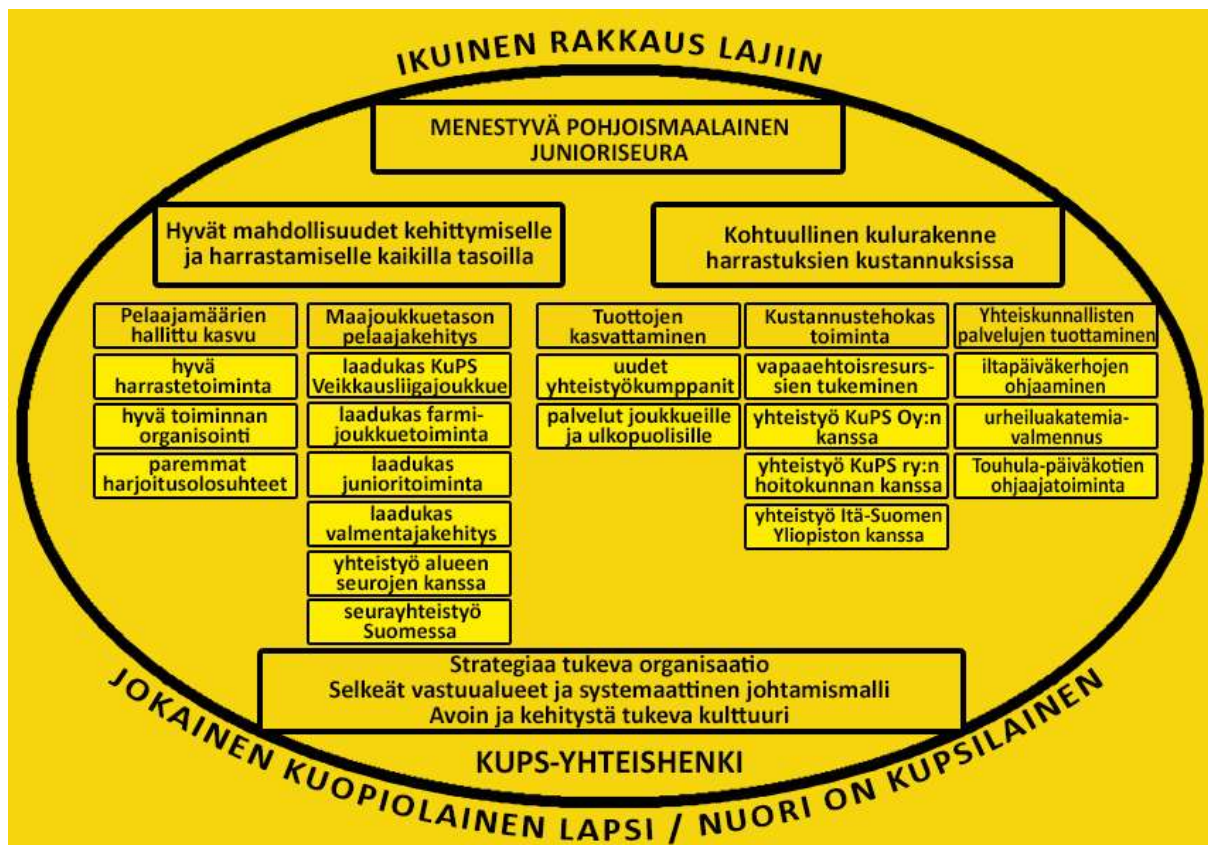 IKUINEN RAKKAUS LAJIIN
MENESTYVÄ POHJOISMAALAINEN
JUNIORISEURA
Hyvät mahdollisuudet kehittymiselle
ja harrastamiselle kaikilla tasoilla
Kohtuullinen kulurakenne
harrastuksien kustannuksissa
Pelaajamäärien
hallittu kasvu
hyvä
harrastetoiminta
hyvä toiminnan
organisointi
paremmat
harjoitusolosuhteet
Maajoukkuetason
pelaajakehitys
laadukas KuPS
Veikkausliigajoukkue
laadukas farmi-
joukkuetoiminta
laadukas
junioritoiminta
laadukas
valmentajakehitys
yhteistyö alueen
seurojen kanssa
seurayhteistyö
Suomessa
Tuottojen
kasvattaminen
uudet
yhteistyökumppanit
palvelut joukkueille
ja ulkopuolisille
Kustannustehokas
toiminta
vapaaehtoisresurs-
sien tukeminen
yhteistyö KuPS Oy:n
kanssa
yhteistyö KuPS ry:n
hoitokunnan kanssa
yhteistyö Itä-Suomen
Yliopiston kanssa
Yhteiskunnallisten
palvelujen tuottaminen
iltapäiväkerhojen
ohjaaminen
urheiluakatemia-
valmennus
Touhula-päiväkotien
ohjaajatoiminta
Strategiaa tukeva organisaatio
Selkeät vastuualueet ja systemaattinen johtamismalli
Avoin ja kehitystä tukeva kulttuuri
KUPS-YHTEISHENKI
JOKAINEN KUOPIOLAINEN LAPSI / NUORI ON KUPSILAINEN